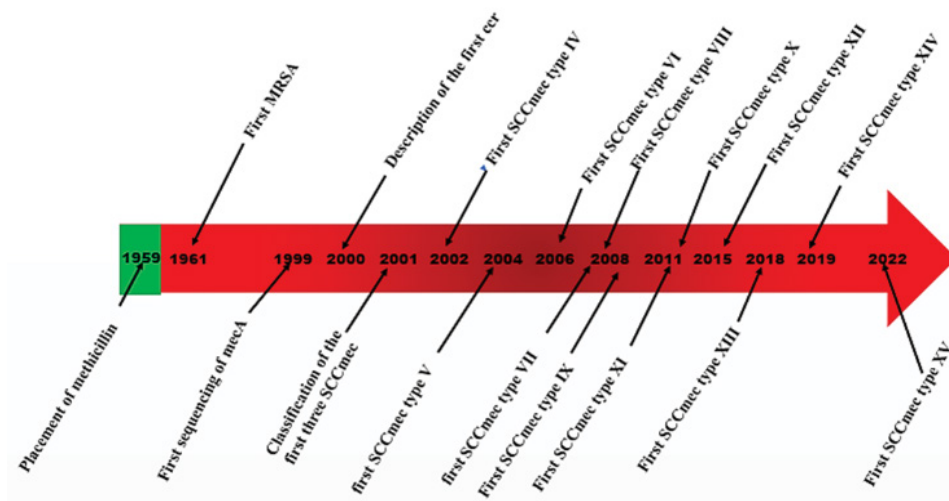 First MRSA
Description of the first ccr
First SCCmec type IV
First SCCmec type VI
First SCCmec type VIII
First SCCmec type X
First SCCmec type XII
First SCCmec type XIV
1959
1961
1999
2000
2001
2002
2004
2006
2008
2011
2015
2018
2019
2022
Placement of methicillin
First sequencing of mecA
Classification of the
first three SCCmec
first SCCmec type V
first SCCmec type VII
First SCCmec type IX
First SCCmec type XI
First SCCmec type XIII
First SCCmec type XV